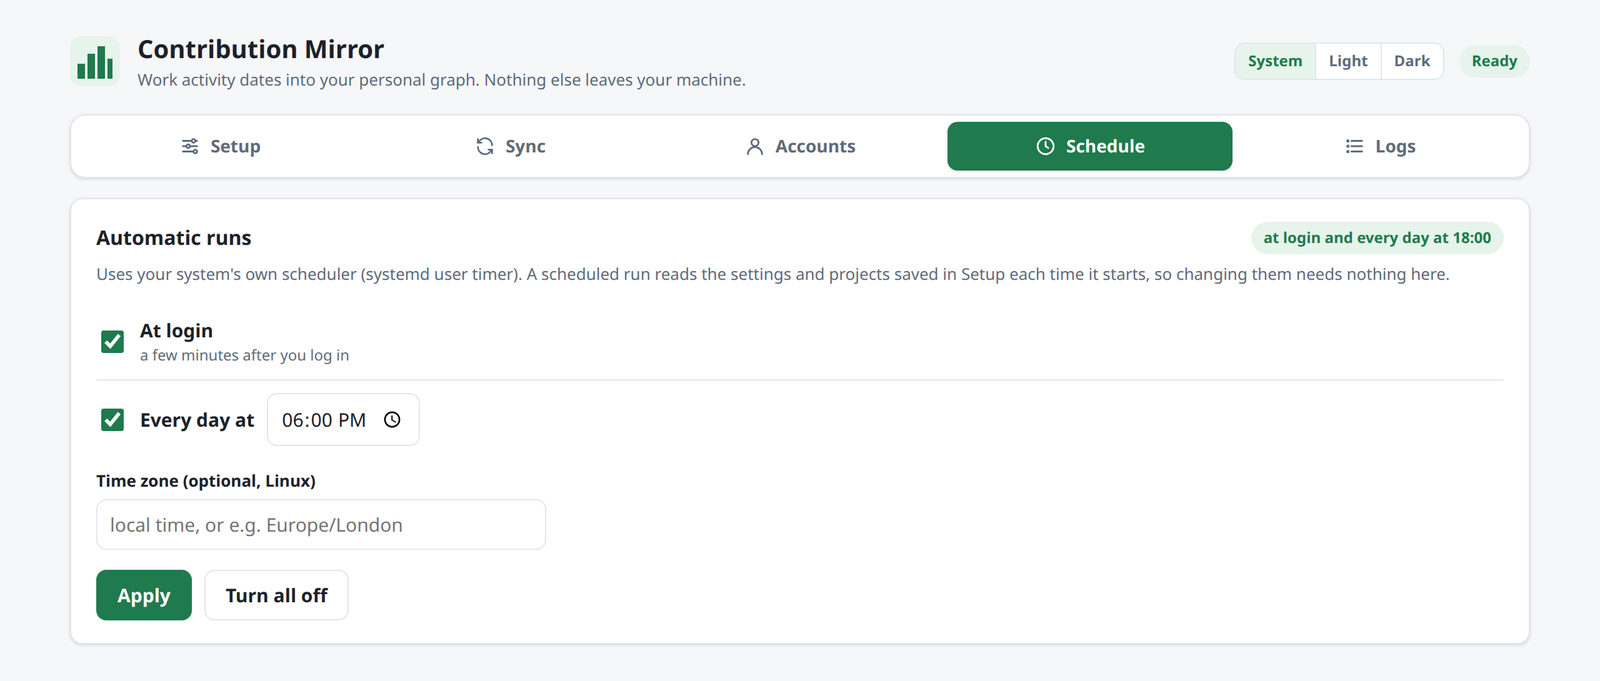 Contribution Mirror
Work activity dates into your personal graph. Nothing else leaves your machine.
System
Light
Dark
Ready
Setup
Sync
Accounts
Schedule
Logs
Automatic runs
at login and every day at 18:00
Uses your system's own scheduler (systemd user timer). A scheduled run reads the settings and projects saved in Setup each time it starts, so changing them needs nothing here.
At login
a few minutes after you log in
Every day at
06:00 PM
Time zone (optional, Linux)
local time, or e.g. Europe/London
Apply
Turn all off